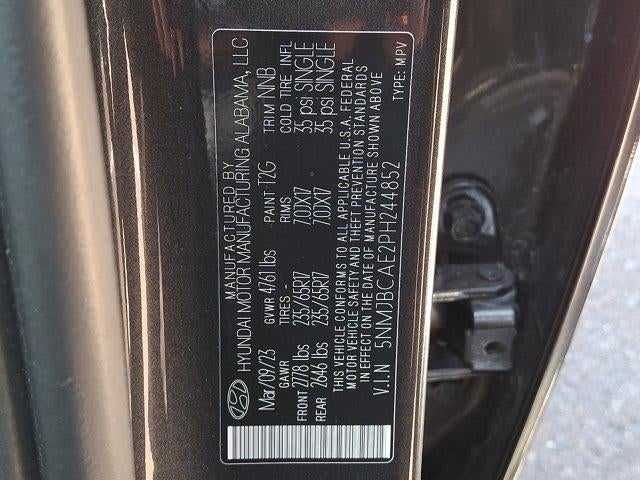 MANUFACTURED BY
HYUNDAI MOTOR MANUFACTURING ALABAMA, LLC
Mar/09/23 GVWR 4761 lbs PAINT T2G TRIM NNB
GAWR TIRES - RIMS COLD TIRE INFL
FRONT 2778 lbs 235/65R17 7.0JX17 35 psi SINGLE
REAR 2646 lbs 235/65R17 7.0JX17 35 psi SINGLE
THIS VEHICLE CONFORMS TO ALL APPLICABLE U.S.A. FEDERAL
MOTOR VEHICLE SAFETY AND THEFT PREVENTION STANDARDS
IN EFFECT ON THE DATE OF MANUFACTURE SHOWN ABOVE
V.I.N 5NMJBCAE2PH244852 TYPE: MPV